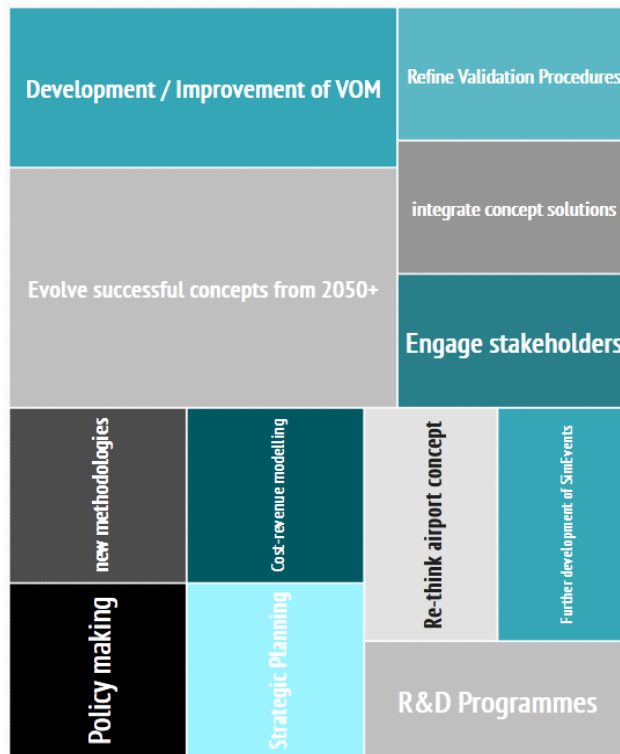 Development / Improvement of VOM
Refine Validation Procedures
integrate concept solutions
Evolve successful concepts from 2050+
Engage stakeholders
new methodologies
Cost-revenue modelling
Re-think airport concept
Further development of SimEvents
Policy making
Strategic Planning
R&D Programmes